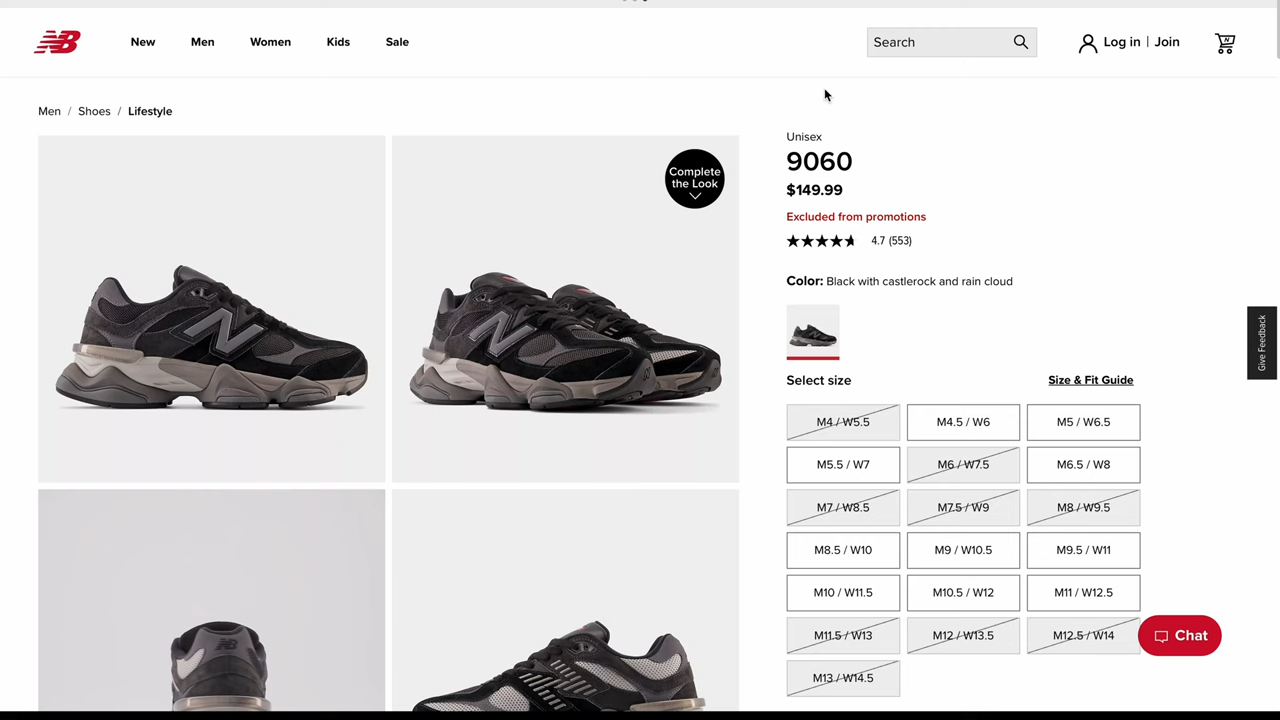 New
Men
Women
Kids
Sale
Search
Log in | Join
Men / Shoes / Lifestyle
Complete
the Look
Unisex
9060
$149.99
Excluded from promotions
4.7 (553)
Color: Black with castlerock and rain cloud
Select size
Size & Fit Guide
M4 / W5.5
M4.5 / W6
M5 / W6.5
M5.5 / W7
M6 / W7.5
M6.5 / W8
M7 / W8.5
M7.5 / W9
M8 / W9.5
M8.5 / W10
M9 / W10.5
M9.5 / W11
M10 / W11.5
M10.5 / W12
M11 / W12.5
M11.5 / W13
M12 / W13.5
M12.5 / W14
M13 / W14.5
Give Feedback
Chat